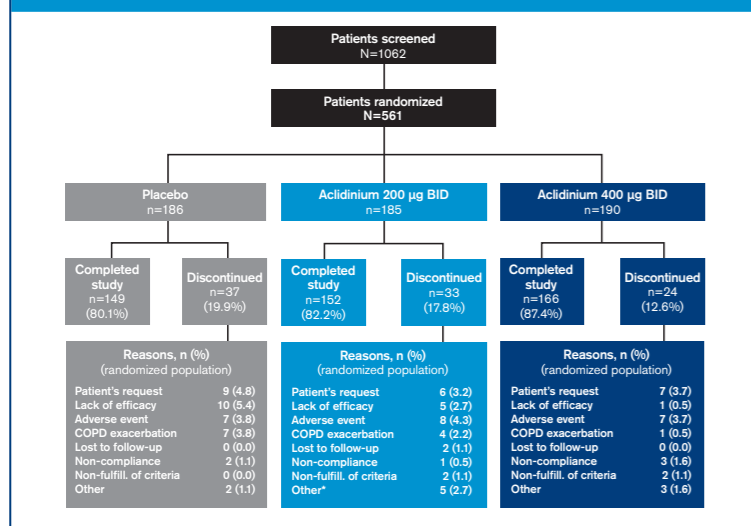 Patients screened
N=1062
Patients randomized
N=561
Placebo
n=186
Aclidinium 200 µg BID
n=185
Aclidinium 400 µg BID
n=190
Completed
study
n=149
(80.1%)
Discontinued
n=37
(19.9%)
Completed
study
n=152
(82.2%)
Discontinued
n=33
(17.8%)
Completed
study
n=166
(87.4%)
Discontinued
n=24
(12.6%)
Reasons, n (%)
(randomized population)
Patient's request 9 (4.8)
Lack of efficacy 10 (5.4)
Adverse event 7 (3.8)
COPD exacerbation 7 (3.8)
Lost to follow-up 0 (0.0)
Non-compliance 2 (1.1)
Non-fulfill. of criteria 0 (0.0)
Other 2 (1.1)
Reasons, n (%)
(randomized population)
Patient's request 6 (3.2)
Lack of efficacy 5 (2.7)
Adverse event 8 (4.3)
COPD exacerbation 4 (2.2)
Lost to follow-up 2 (1.1)
Non-compliance 1 (0.5)
Non-fulfill. of criteria 2 (1.1)
Other* 5 (2.7)
Reasons, n (%)
(randomized population)
Patient's request 7 (3.7)
Lack of efficacy 1 (0.5)
Adverse event 7 (3.7)
COPD exacerbation 1 (0.5)
Lost to follow-up 0 (0.0)
Non-compliance 3 (1.6)
Non-fulfill. of criteria 2 (1.1)
Other 3 (1.6)